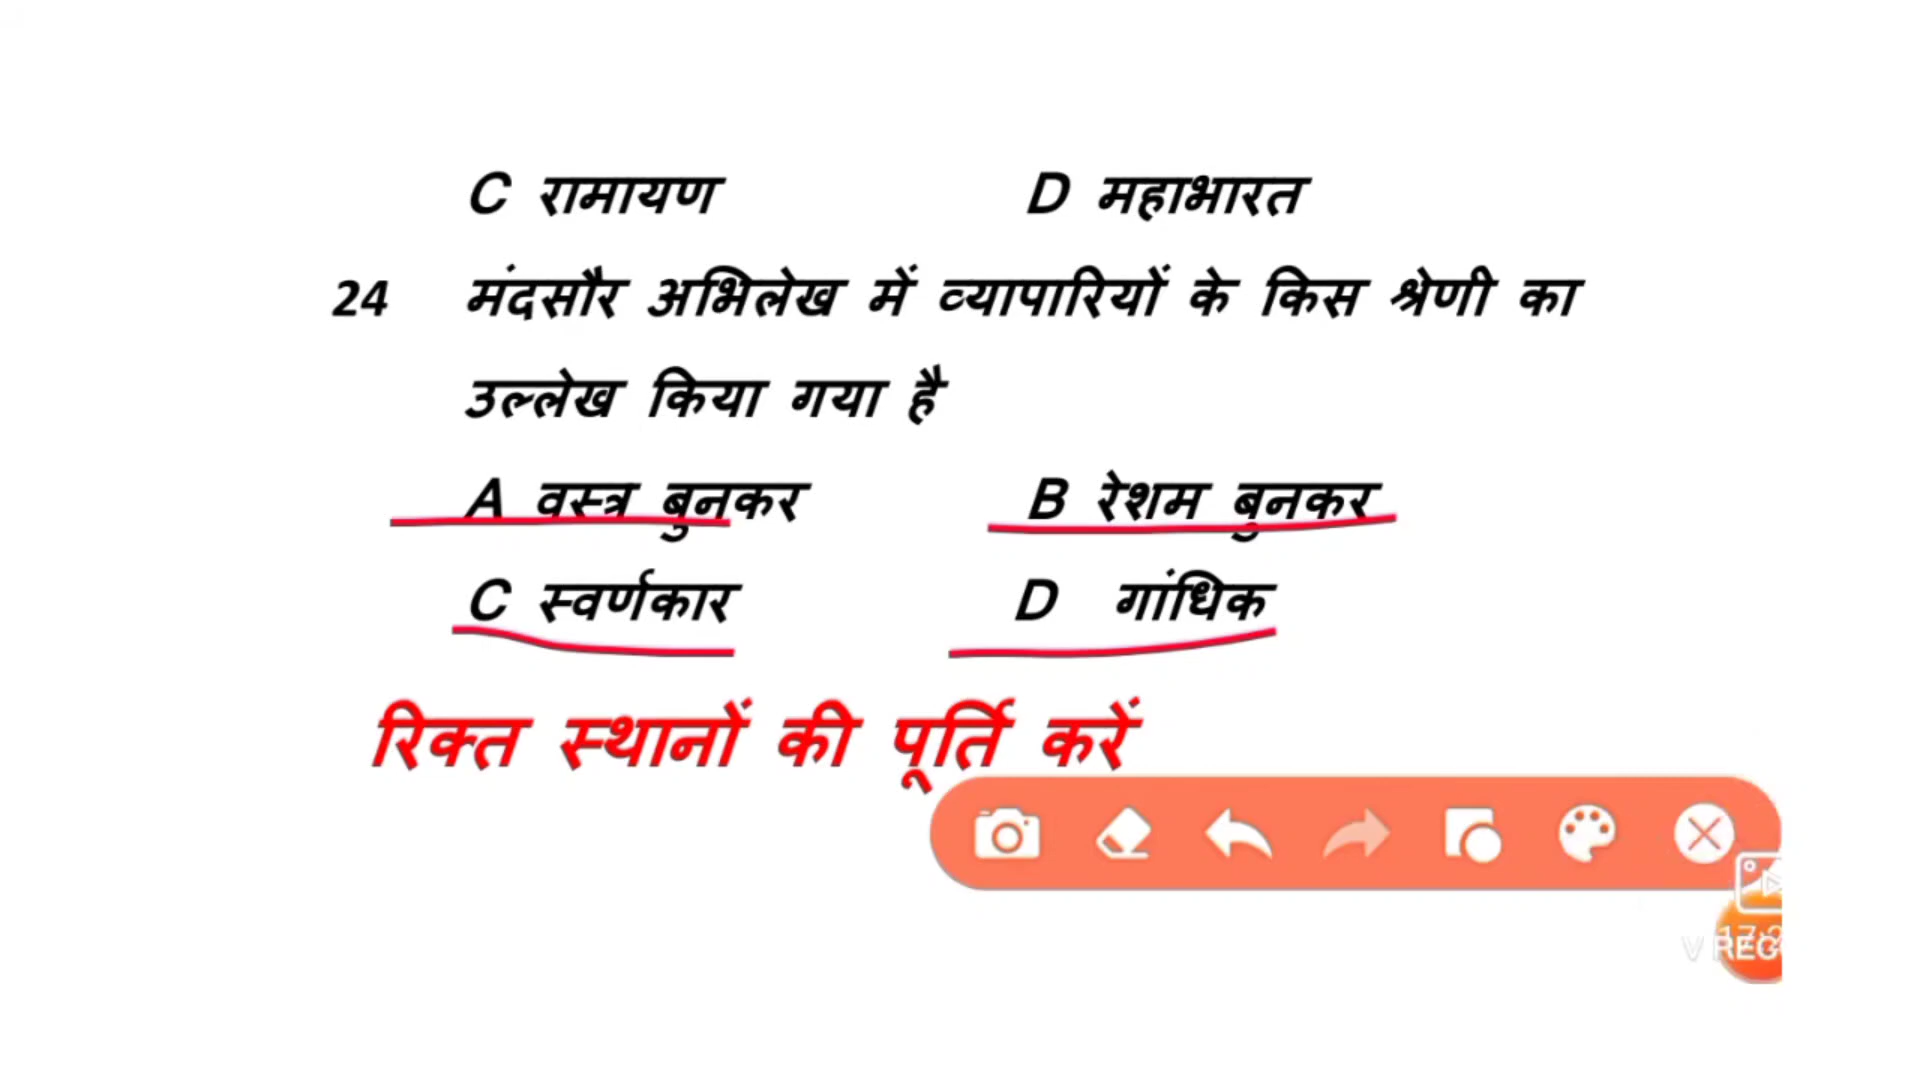 C रामायण D महाभारत
24 मंदसौर अभिलेख में व्यापारियों के किस श्रेणी का
उल्लेख किया गया है
A वस्त्र बुनकर B रेशम बुनकर
C स्वर्णकार D गांधिक
रिक्त स्थानों की पूर्ति करें